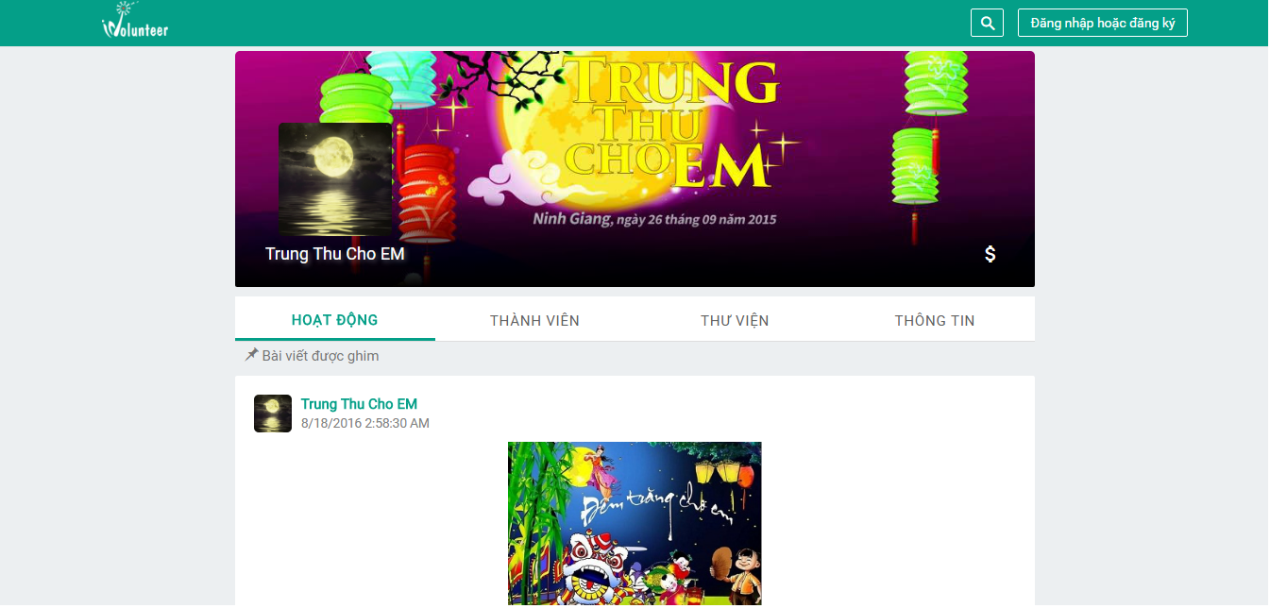 Volunteer
Đăng nhập hoặc đăng ký
TRUNG
THU
CHO EM
Ninh Giang, ngày 26 tháng 09 năm 2015
Trung Thu Cho EM
$
HOẠT ĐỘNG
THÀNH VIÊN
THƯ VIỆN
THÔNG TIN
Bài viết được ghim
Trung Thu Cho EM
8/18/2016 2:58:30 AM
Đêm trăng cho em